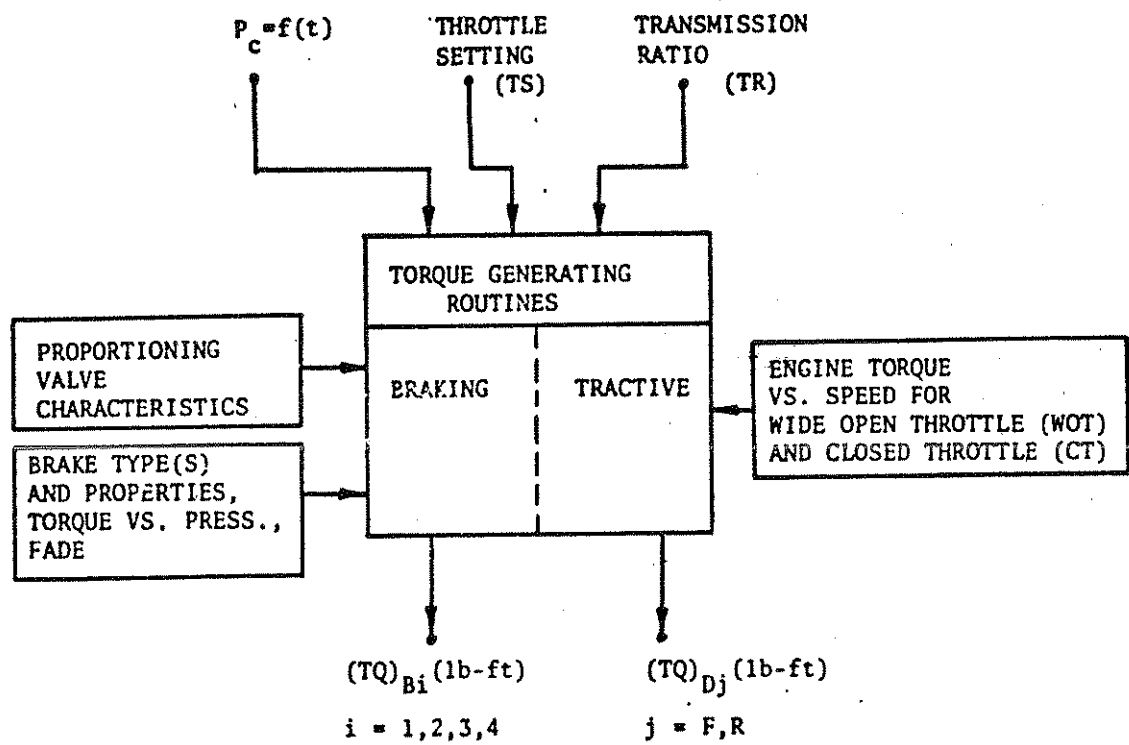 P_c=f(t)
THROTTLE
SETTING
(TS)
TRANSMISSION
RATIO
(TR)
TORQUE GENERATING
ROUTINES
BRAKING
TRACTIVE
PROPORTIONING
VALVE
CHARACTERISTICS
BRAKE TYPE(S)
AND PROPERTIES,
TORQUE VS. PRESS.,
FADE
ENGINE TORQUE
VS. SPEED FOR
WIDE OPEN THROTTLE (WOT)
AND CLOSED THROTTLE (CT)
(TQ)_Bi (lb-ft)
i = 1,2,3,4
(TQ)_Dj (lb-ft)
j = F,R